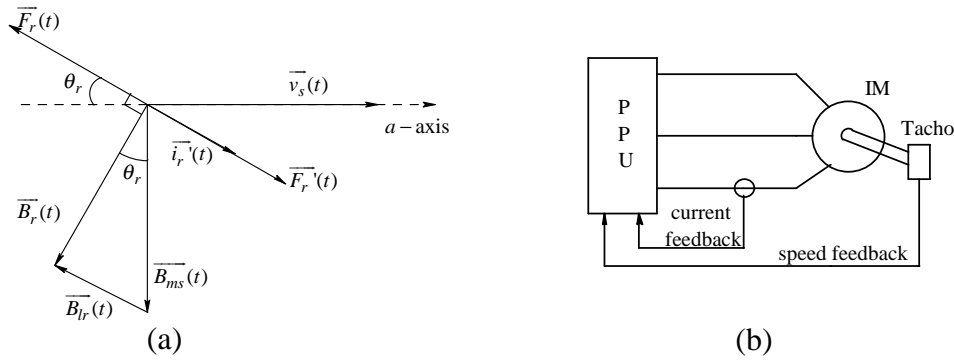 F_r(t)
θ_r
v_s(t)
a – axis
i_r'(t)
F_r'(t)
θ_r
B_r(t)
B_ms(t)
B_lr(t)
(a)
P
P
U
IM
Tacho
current
feedback
speed feedback
(b)